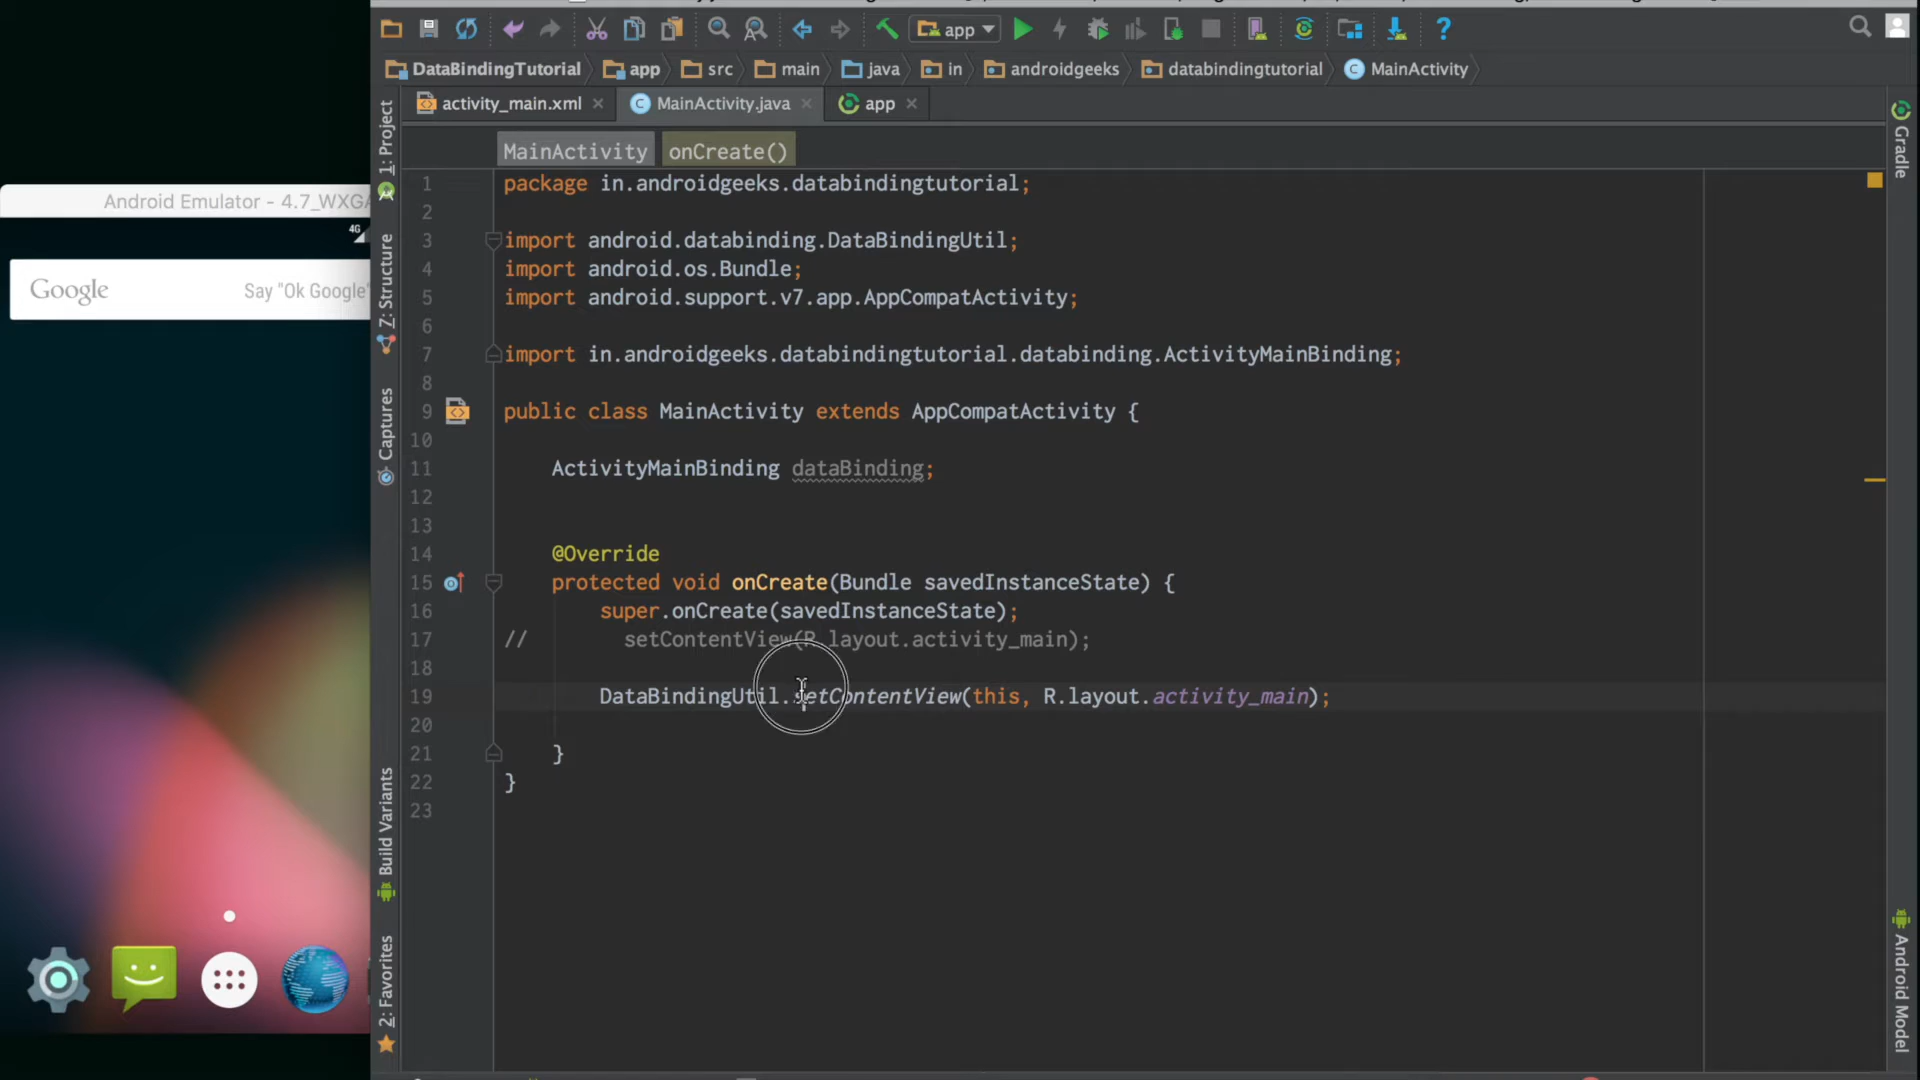 app
DataBindingTutorial app src main java in androidgeeks databindingtutorial MainActivity
activity_main.xml MainActivity.java app
MainActivity onCreate()
1: Project
Z: Structure
Captures
Build Variants
2: Favorites
Gradle
Android Model
Android Emulator - 4.7_WXGA
4G
Google Say "Ok Google"
1 package in.androidgeeks.databindingtutorial;
2
3 import android.databinding.DataBindingUtil;
4 import android.os.Bundle;
5 import android.support.v7.app.AppCompatActivity;
6
7 import in.androidgeeks.databindingtutorial.databinding.ActivityMainBinding;
8
9 public class MainActivity extends AppCompatActivity {
10
11 ActivityMainBinding dataBinding;
12
13
14 @Override
15 protected void onCreate(Bundle savedInstanceState) {
16 super.onCreate(savedInstanceState);
17 // setContentView(R.layout.activity_main);
18
19 DataBindingUtil.setContentView(this, R.layout.activity_main);
20
21 }
22 }
23